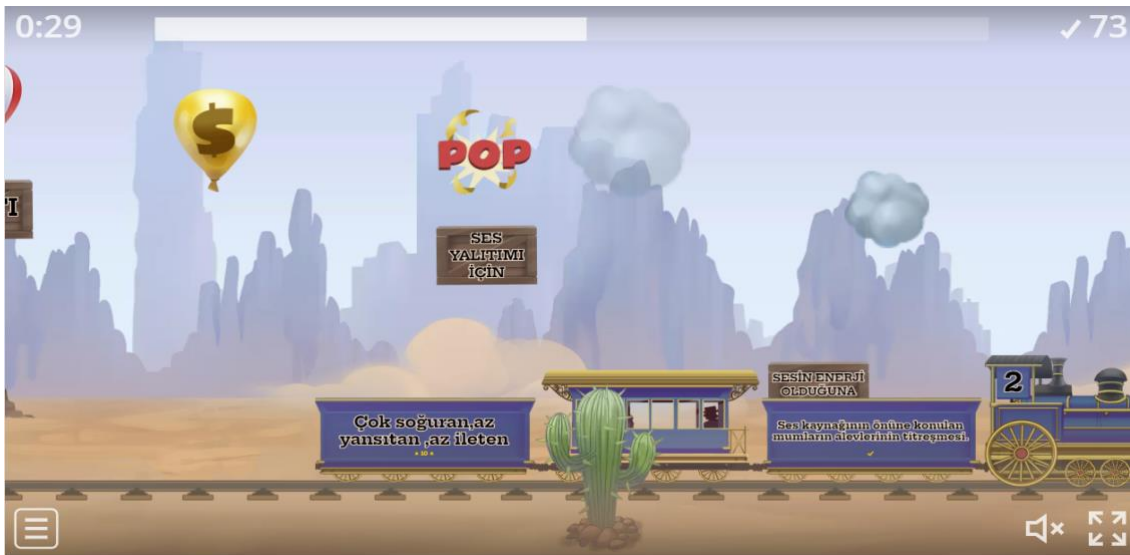 0:29
✓ 73
$
POP
SES
YALITIMI
İÇİN
SESİN ENERJİ
OLDUĞUNA
2
Çok soğuran,az
yansıtan ,az ileten
Ses kaynağının önüne konulan
mumların alevlerinin titreşmesi.